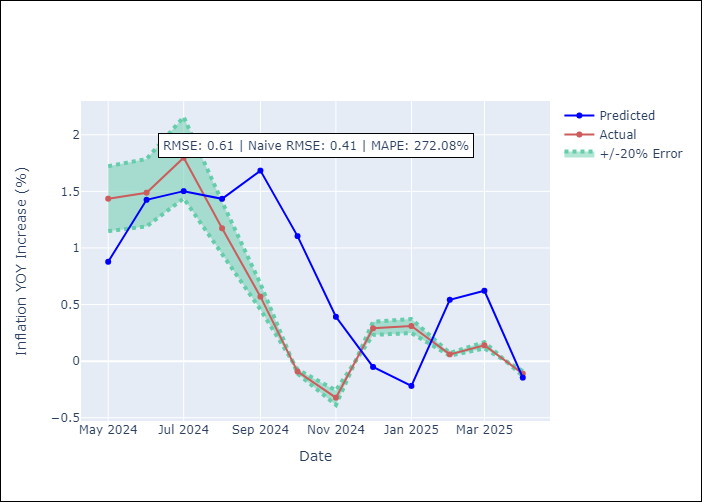 RMSE: 0.61 | Naive RMSE: 0.41 | MAPE: 272.08%
Predicted
Actual
+/-20% Error
Inflation YOY Increase (%)
2
1.5
1
0.5
0
−0.5
May 2024
Jul 2024
Sep 2024
Nov 2024
Jan 2025
Mar 2025
Date